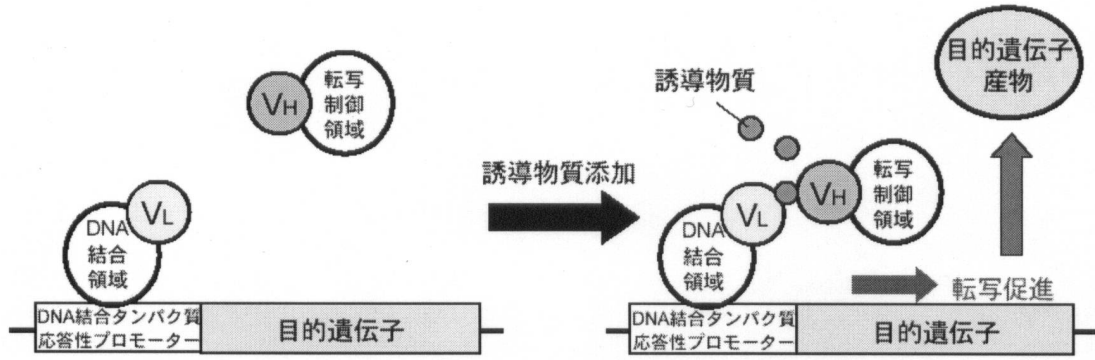 転写
制御
領域
VH
VL
DNA
結合
領域
DNA結合タンパク質
応答性プロモーター
目的遺伝子
誘導物質添加
誘導物質
目的遺伝子
産物
転写
制御
領域
VH
VL
DNA
結合
領域
転写促進
DNA結合タンパク質
応答性プロモーター
目的遺伝子